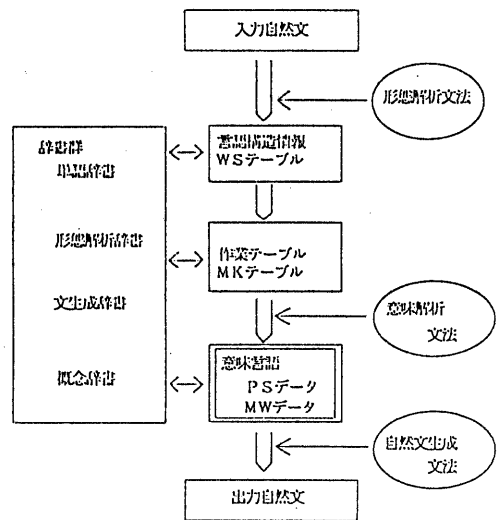 入力自然文
形態解析文法
辞書群
単語辞書
言語構造情報
WSテーブル
形態解析辞書
作業テーブル
MKテーブル
文生成辞書
意味解析
文法
概念辞書
意味言語
PSデータ
MWデータ
自然文生成
文法
出力自然文